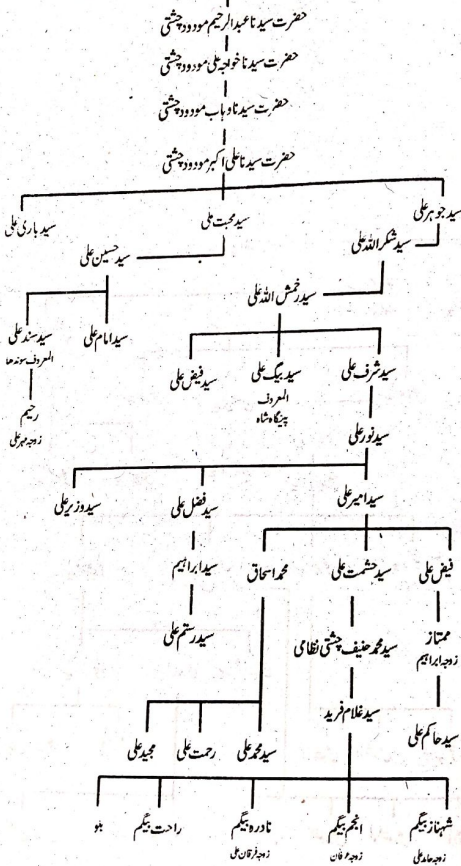 حضرت سیدنا عبدالرحیم مودود چشتی
حضرت سیدنا خواجہ علی مودود چشتی
حضرت سیدنا وہاب مودود چشتی
حضرت سیدنا علی اکبر مودود چشتی
سید جوہر علی
سید محبت علی
سید باری علی
سید شکر اللہ علی
سید حسین علی
سید رخمش اللہ علی
سید امام علی
سید سند علی
المعروف سوندھا
رحیم
زوجہ مہر علی
سید شرف علی
سید بیگ علی
المعروف
پینگاہ شاہ
سید فیض علی
سید نور علی
سید امیر علی
سید فضل علی
سید وزیر علی
فیض علی
سید حشمت علی
محمد اسحاق
سید ابراہیم
سید رستم علی
ممتاز
زوجہ ابراہیم
سید محمد حنیف چشتی نظامی
سید غلام فرید
سید حاکم علی
سید محمد علی
رحمت علی
مجید علی
شہناز بیگم
زوجہ حامد علی
انجم بیگم
زوجہ عرفان
نادرہ بیگم
زوجہ فرقان علی
راحت بیگم
بلو